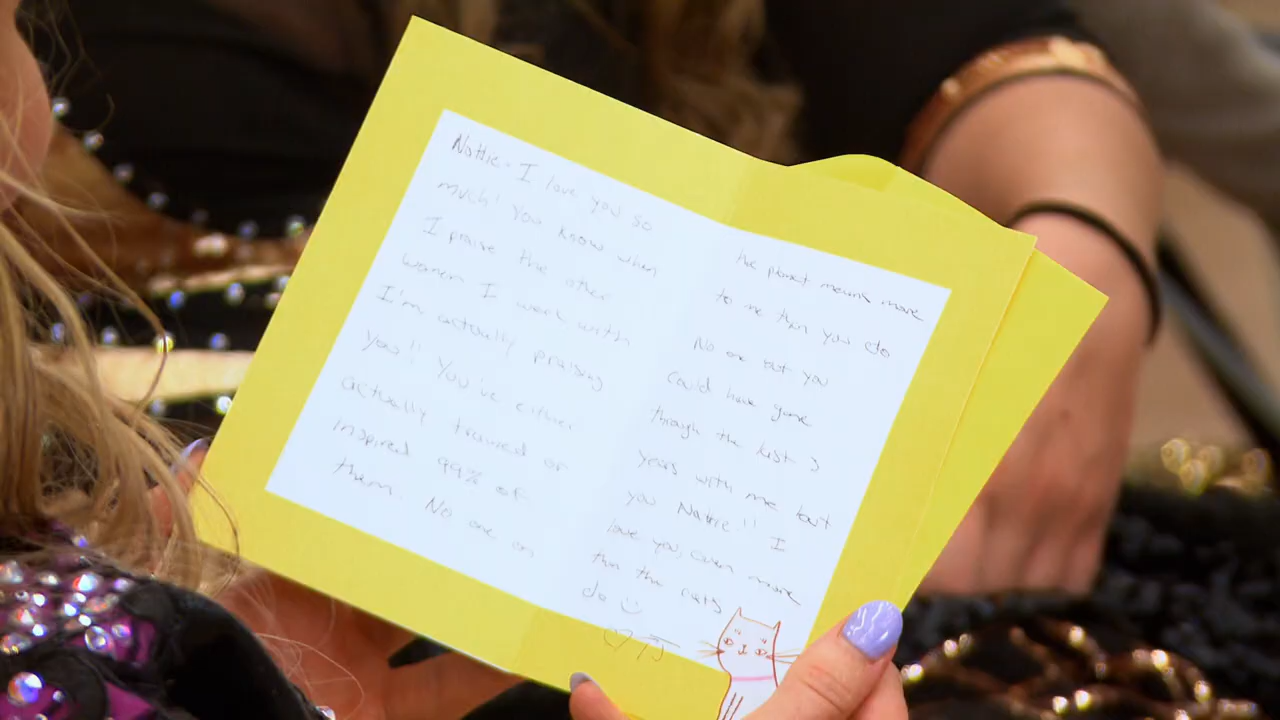 Nattie - I love you so
much! You know when
I praise the other
women I work with
I'm actually praising
you!! You've either
actually trained or
inspired 99% of
them. No one on
the planet means more
to me than you do
No one but you
could have gone
through the last 3
years with me but
you Nattie!! I
love you, even more
than the cats
do
TJ